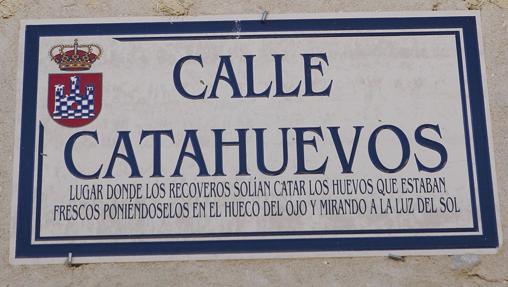 CALLE
CATAHUEVOS
LUGAR DONDE LOS RECOVEROS SOLÍAN CATAR LOS HUEVOS QUE ESTABAN
FRESCOS PONIÉNDOSELOS EN EL HUECO DEL OJO Y MIRANDO A LA LUZ DEL SOL